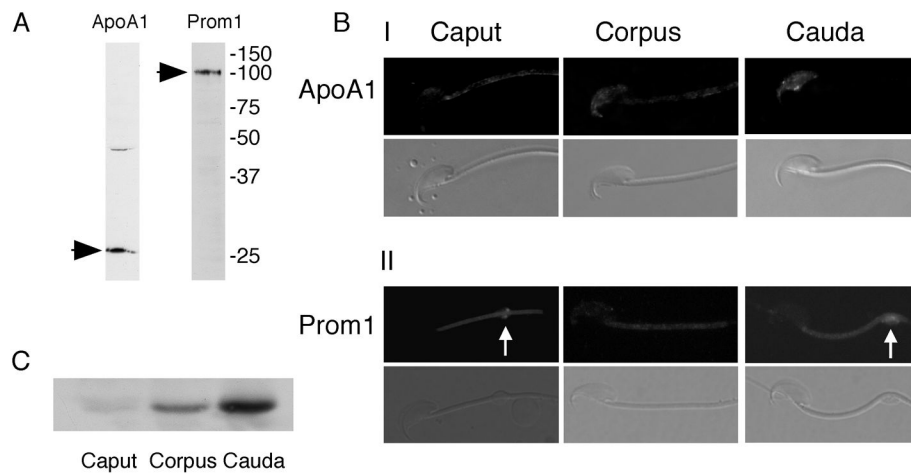 A
ApoA1 Prom1
-150
-100
-75
-50
-37
-25
B
I
Caput Corpus Cauda
ApoA1
II
Prom1
C
Caput Corpus Cauda